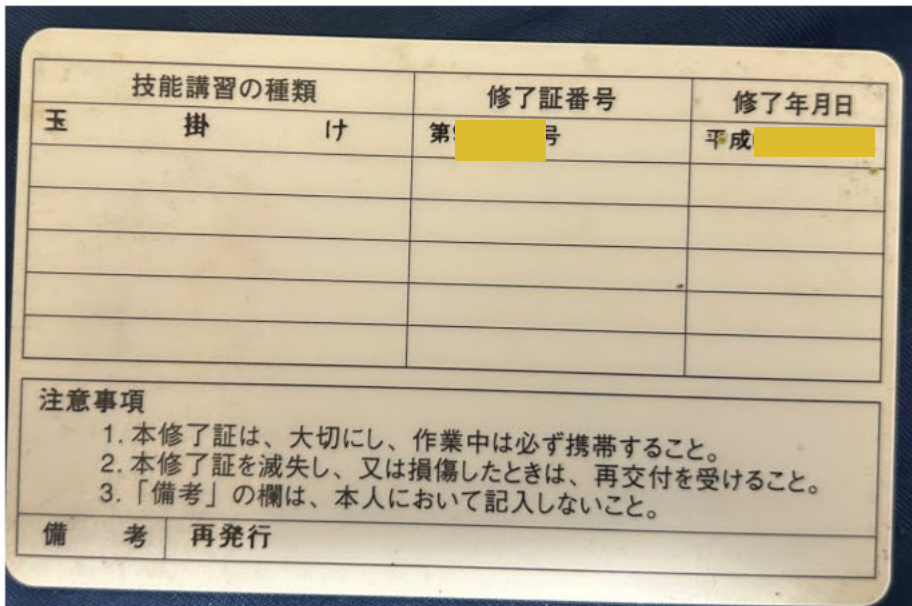 技能講習の種類 修了証番号 修了年月日
玉掛け 第 号 平成
注意事項
1. 本修了証は、大切にし、作業中は必ず携帯すること。
2. 本修了証を滅失し、又は損傷したときは、再交付を受けること。
3. 「備考」の欄は、本人において記入しないこと。
備考 再発行